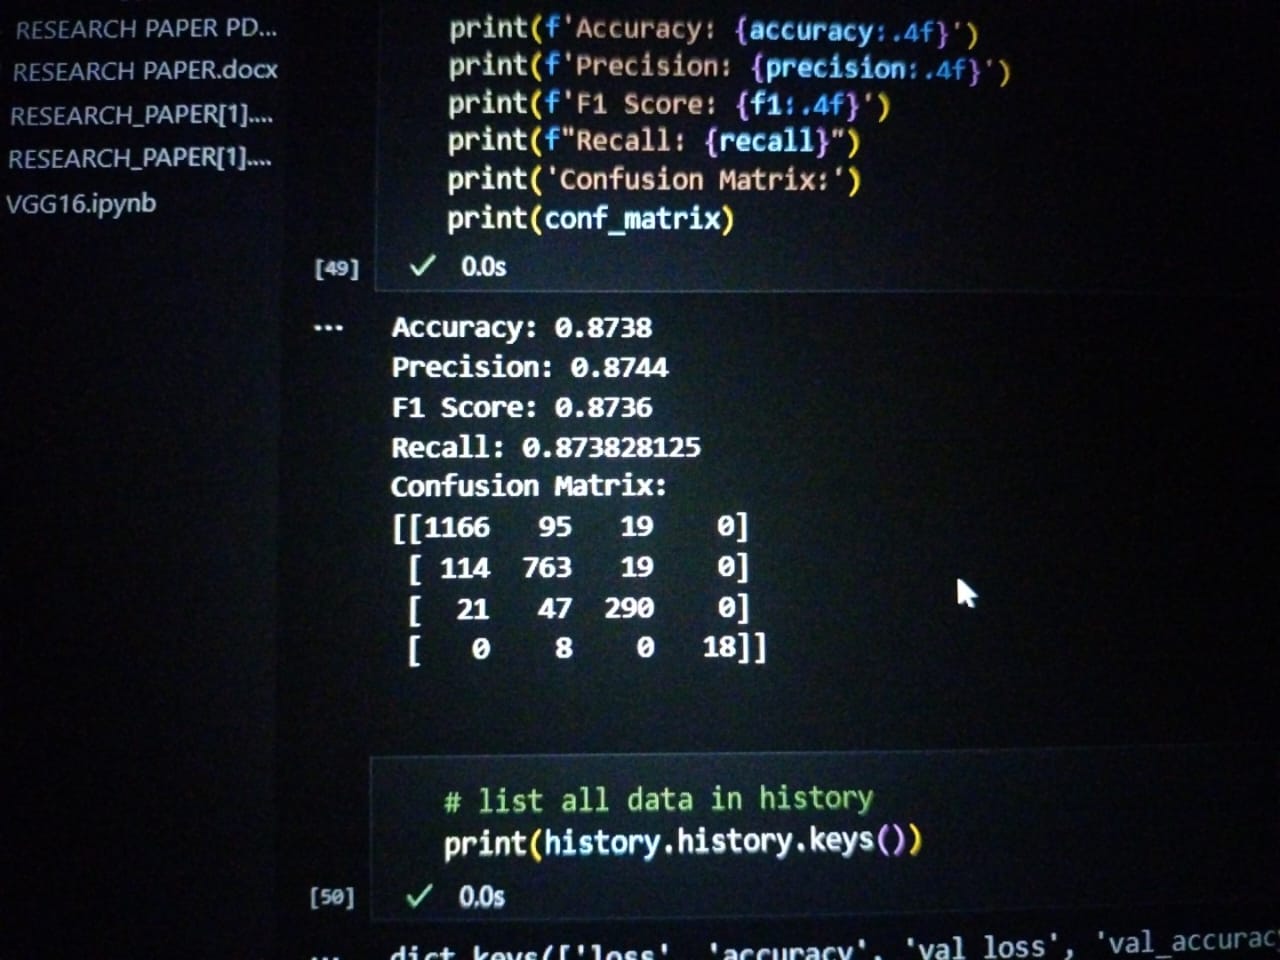 RESEARCH PAPER PD...
RESEARCH PAPER.docx
RESEARCH_PAPER[1]....
RESEARCH_PAPER[1]....
VGG16.ipynb
print(f'Accuracy: {accuracy:.4f}')
print(f'Precision: {precision:.4f}')
print(f'F1 Score: {f1:.4f}')
print(f"Recall: {recall}")
print('Confusion Matrix:')
print(conf_matrix)
[49] ✓ 0.0s
... Accuracy: 0.8738
Precision: 0.8744
F1 Score: 0.8736
Recall: 0.873828125
Confusion Matrix:
[[1166 95 19 0]
[ 114 763 19 0]
[ 21 47 290 0]
[ 0 8 0 18]]
# list all data in history
print(history.history.keys())
[50] ✓ 0.0s
... dict_keys(['loss', 'accuracy', 'val_loss', 'val_accurac